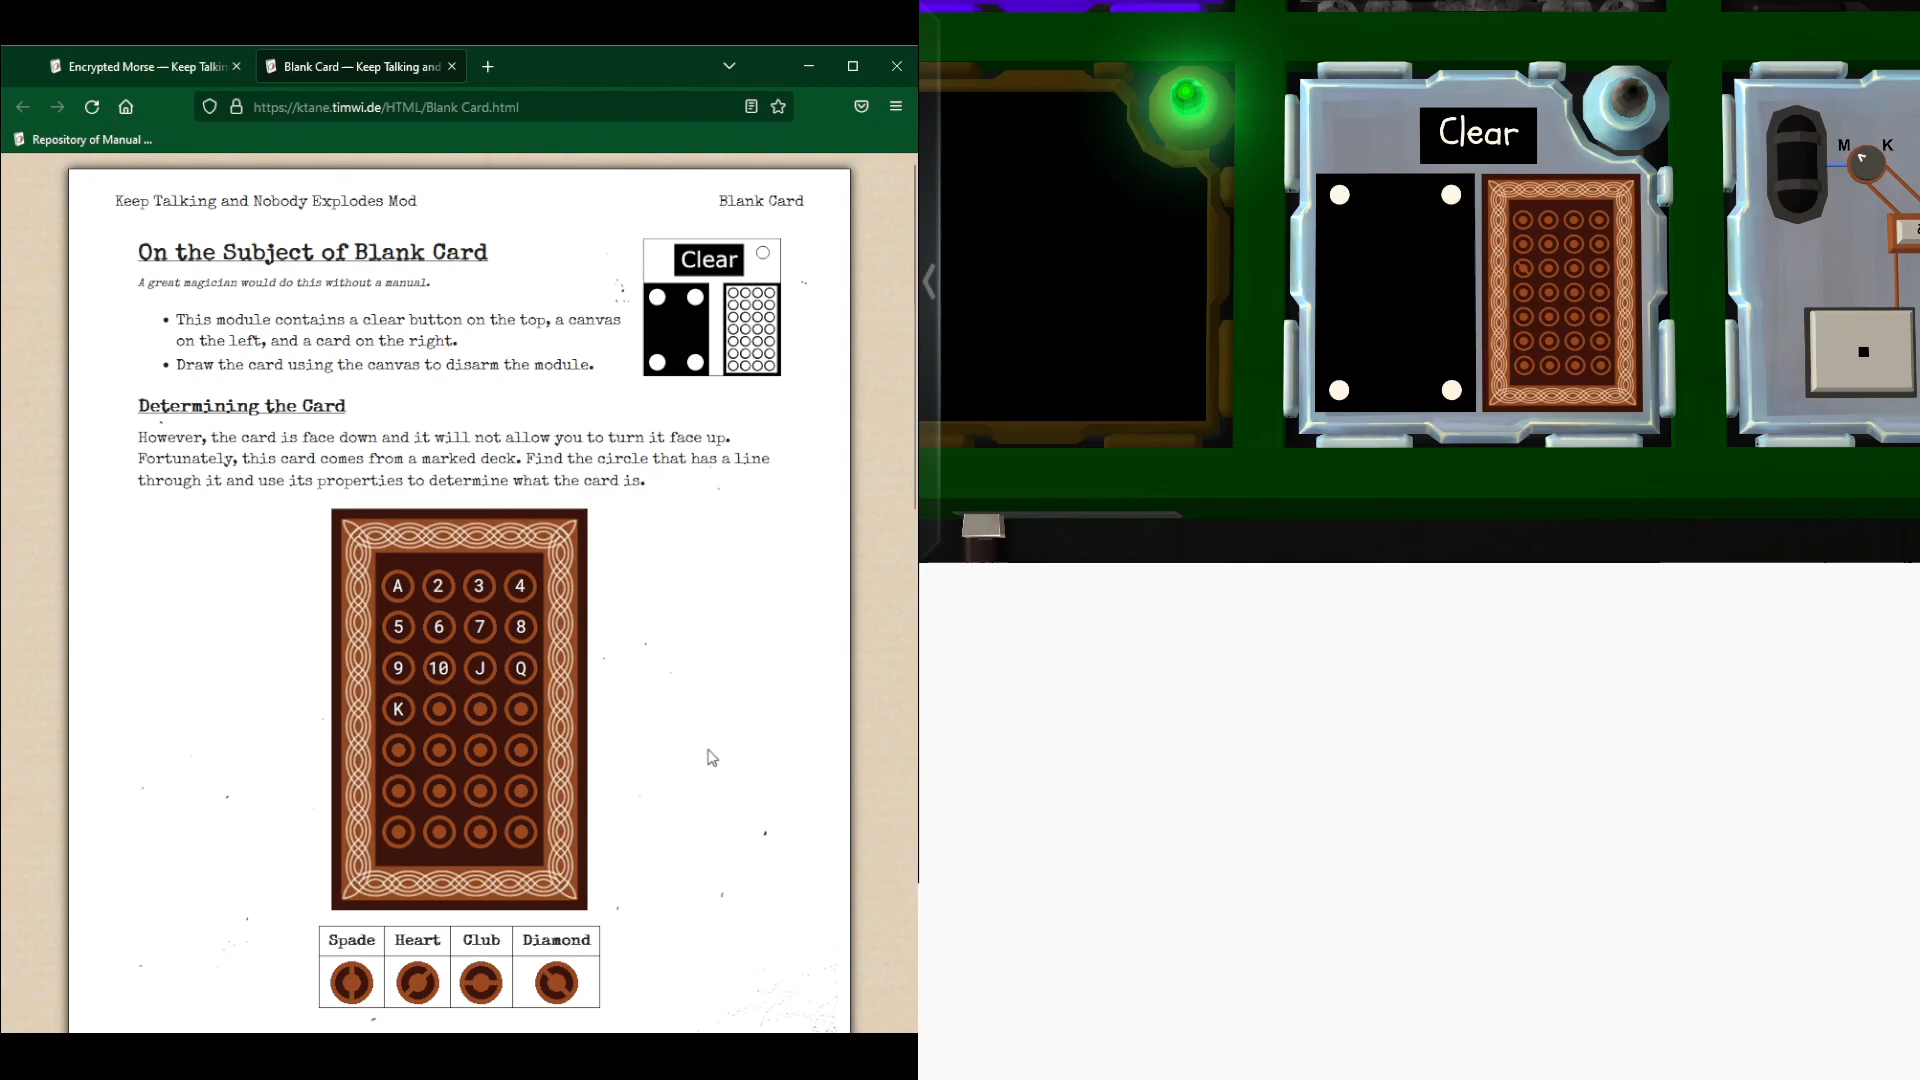 Encrypted Morse — Keep Talkin
Blank Card — Keep Talking and
https://ktane.timwi.de/HTML/Blank Card.html
Repository of Manual ...
Keep Talking and Nobody Explodes Mod
Blank Card
On the Subject of Blank Card
A great magician would do this without a manual.
• This module contains a clear button on the top, a canvas
on the left, and a card on the right.
• Draw the card using the canvas to disarm the module.
Clear
Determining the Card
However, the card is face down and it will not allow you to turn it face up.
Fortunately, this card comes from a marked deck. Find the circle that has a line
through it and use its properties to determine what the card is.
A 2 3 4
5 6 7 8
9 10 J Q
K
Spade Heart Club Diamond
Clear
M K